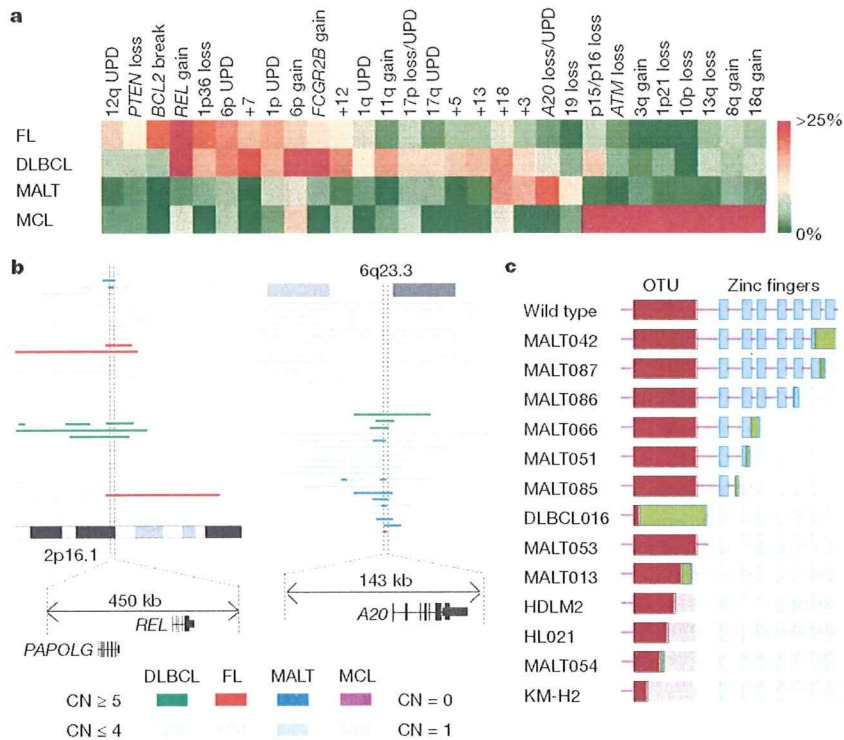 a
12q UPD
PTEN loss
BCL2 break
REL gain
1p36 loss
6p UPD
+7
1p UPD
6p gain
FCGR2B gain
+12
1q UPD
11q gain
17p loss/UPD
17q UPD
+5
+13
+18
+3
A20 loss/UPD
19 loss
p15/p16 loss
ATM loss
3q gain
1p21 loss
10p loss
13q loss
8q gain
18q gain
FL
DLBCL
MALT
MCL
>25%
0%
b
6q23.3
2p16.1
450 kb
REL
PAPOLG
143 kb
A20
DLBCL FL MALT MCL
CN ≥ 5 CN = 0
CN ≤ 4 CN = 1
c
OTU Zinc fingers
Wild type
MALT042
MALT087
MALT086
MALT066
MALT051
MALT085
DLBCL016
MALT053
MALT013
HDLM2
HL021
MALT054
KM-H2